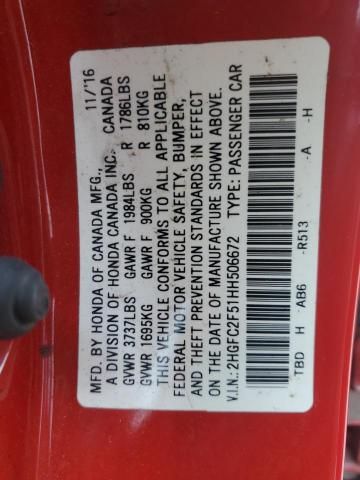 MFD. BY HONDA OF CANADA MFG., 11/'16
A DIVISION OF HONDA CANADA INC. CANADA
GVWR 3737LBS GAWR F 1984LBS R 1786LBS
GVWR 1695KG GAWR F 900KG R 810KG
THIS VEHICLE CONFORMS TO ALL APPLICABLE
FEDERAL MOTOR VEHICLE SAFETY, BUMPER,
AND THEFT PREVENTION STANDARDS IN EFFECT
ON THE DATE OF MANUFACTURE SHOWN ABOVE.
V.I.N.: 2HGFC2F51HH506672 TYPE: PASSENGER CAR
TBD H AB6 -R513 -A -H